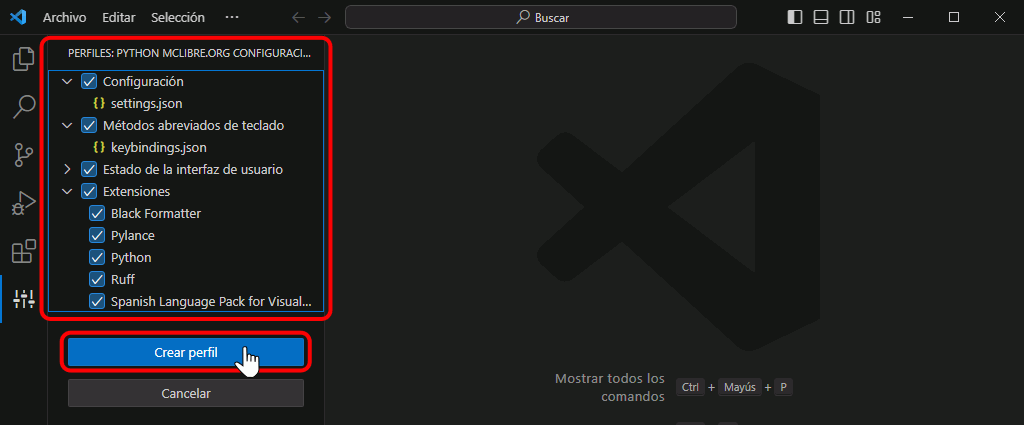 Archivo Editar Selección ···
Buscar
PERFILES: PYTHON MCLIBRE.ORG CONFIGURACI...
Configuración
{} settings.json
Métodos abreviados de teclado
{} keybindings.json
Estado de la interfaz de usuario
Extensiones
Black Formatter
Pylance
Python
Ruff
Spanish Language Pack for Visual...
Crear perfil
Cancelar
Mostrar todos los
comandos
Ctrl + Mayús + P